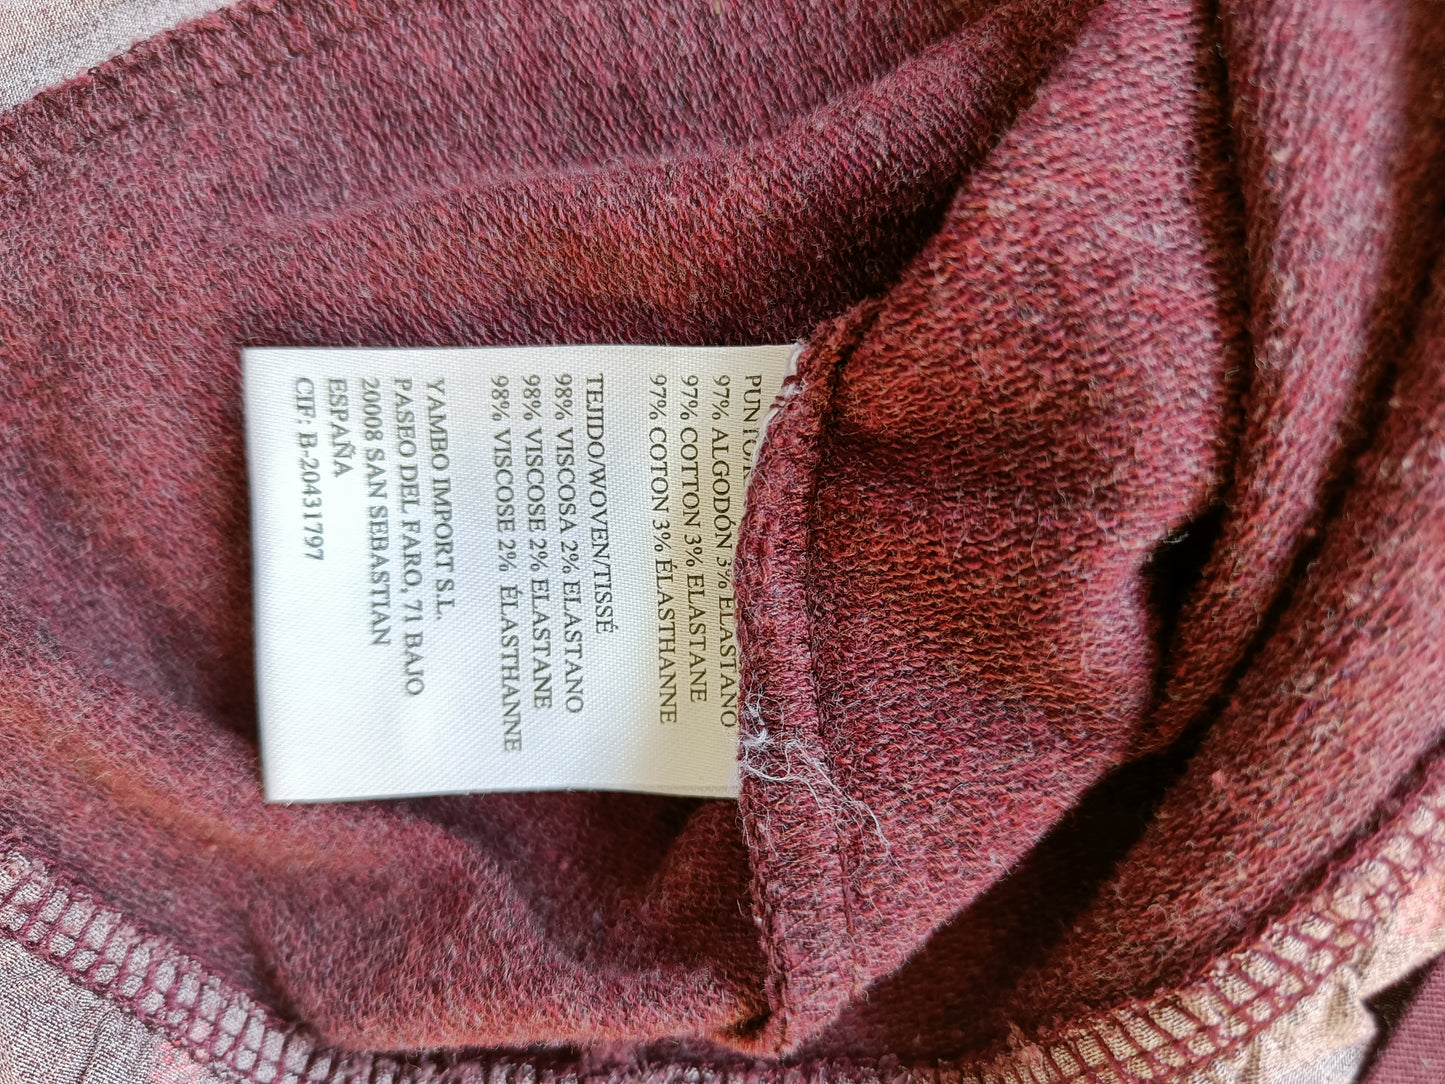 97% ALGODÓN 3% ELASTANO
97% COTTON 3% ELASTANE
97% COTON 3% ÉLASTHANNE
TEJIDO/WOVEN/TISSÉ
98% VISCOSA 2% ELASTANO
98% VISCOSE 2% ELASTANE
98% VISCOSE 2% ÉLASTHANNE
YAMBO IMPORT S.L.
PASEO DEL FARO, 71 BAJO
20008 SAN SEBASTIAN
ESPAÑA
CIF: B-20431797